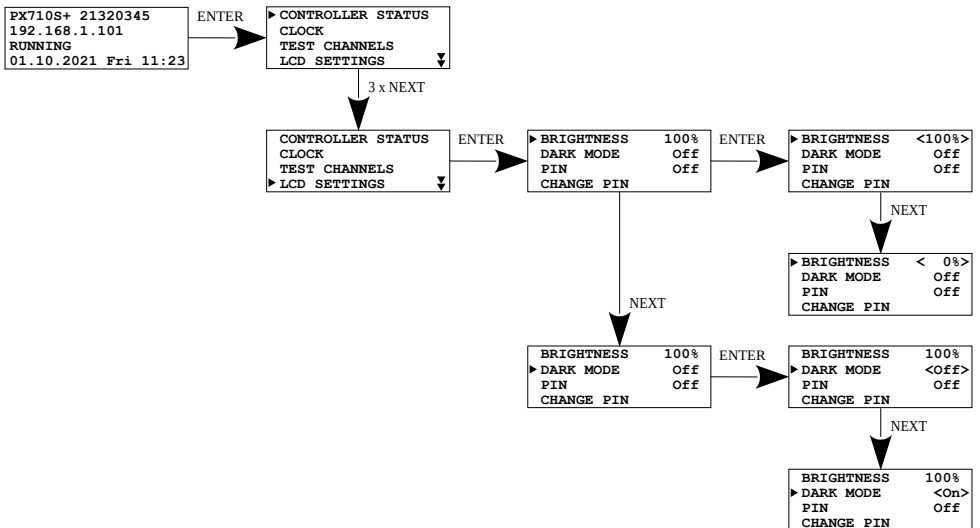 PX710S+ 21320345
192.168.1.101
RUNNING
01.10.2021 Fri 11:23
ENTER
CONTROLLER STATUS
CLOCK
TEST CHANNELS
LCD SETTINGS
3 x NEXT
CONTROLLER STATUS
CLOCK
TEST CHANNELS
LCD SETTINGS
ENTER
BRIGHTNESS 100%
DARK MODE Off
PIN Off
CHANGE PIN
ENTER
BRIGHTNESS <100%>
DARK MODE Off
PIN Off
CHANGE PIN
NEXT
BRIGHTNESS < 0%>
DARK MODE Off
PIN Off
CHANGE PIN
NEXT
BRIGHTNESS 100%
DARK MODE Off
PIN Off
CHANGE PIN
ENTER
BRIGHTNESS 100%
DARK MODE <Off>
PIN Off
CHANGE PIN
NEXT
BRIGHTNESS 100%
DARK MODE <On>
PIN Off
CHANGE PIN